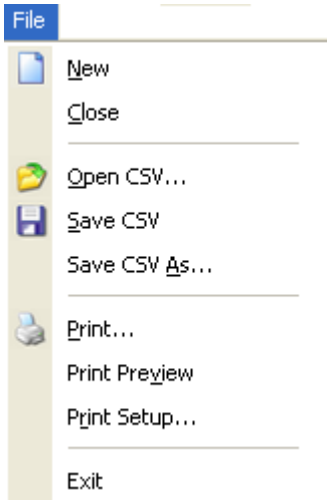 File
New
Close
Open CSV...
Save CSV
Save CSV As...
Print...
Print Preview
Print Setup...
Exit